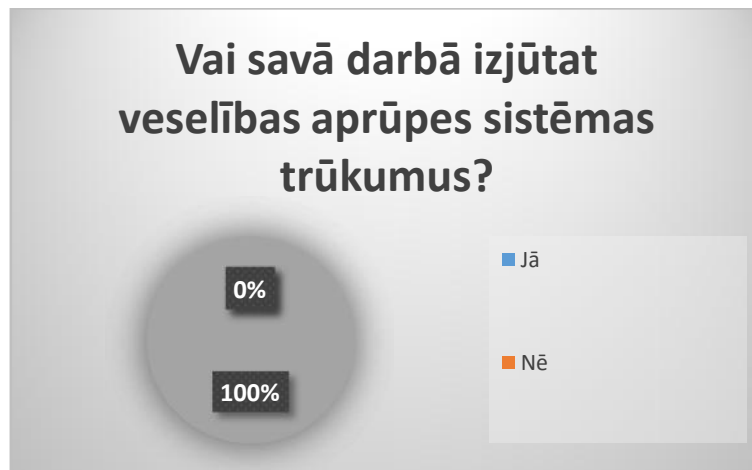 Vai savā darbā izjūtat
veselības aprūpes sistēmas
trūkumus?
0%
100%
Jā
Nē